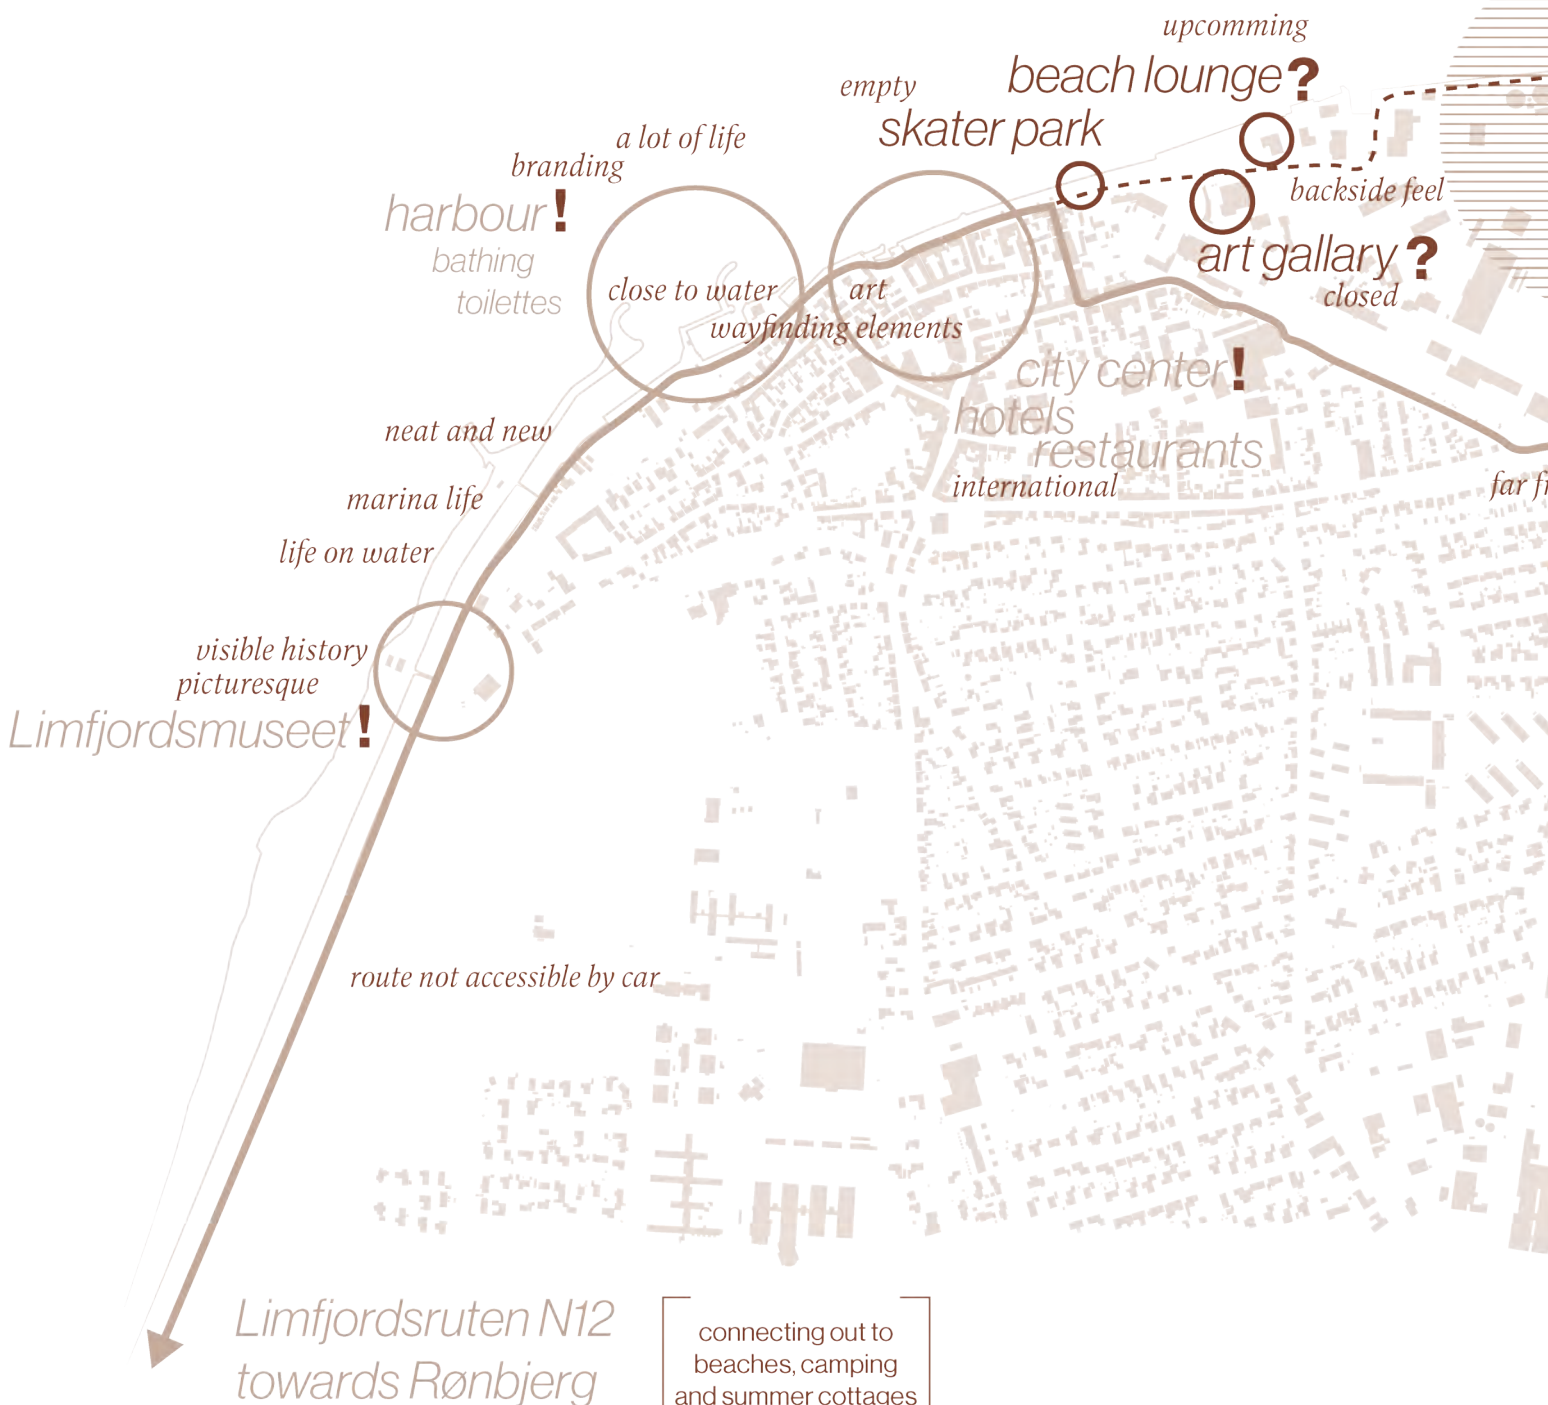 upcomming
beach lounge?
empty
skater park
a lot of life
branding
harbour!
bathing
toilettes
backside feel
art gallary?
closed
close to water
art
wayfinding elements
city center!
hotels
restaurants
international
neat and new
marina life
life on water
far
visible history
picturesque
Limfjordsmuseet!
route not accessible by car
Limfjordsruten N12
towards Rønbjerg
connecting out to
beaches, camping
and summer cottages